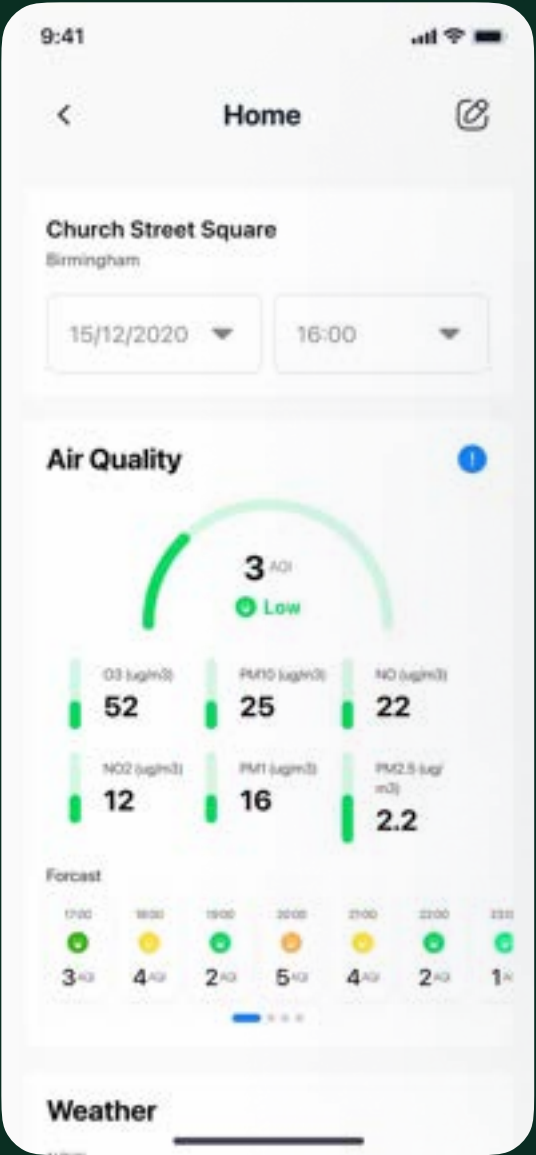 9:41
Home
Church Street Square
Birmingham
15/12/2020
16:00
Air Quality
!
3 AQI
Low
O3 (ug/m3)
52
PM10 (ug/m3)
25
NO (ug/m3)
22
NO2 (ug/m3)
12
PM1 (ug/m3)
16
PM2.5 (ug/
m3)
2.2
Forcast
17:00 18:00 19:00 20:00 21:00 22:00
3 AQI 4 AQI 2 AQI 5 AQI 4 AQI 2 AQI 1
Weather